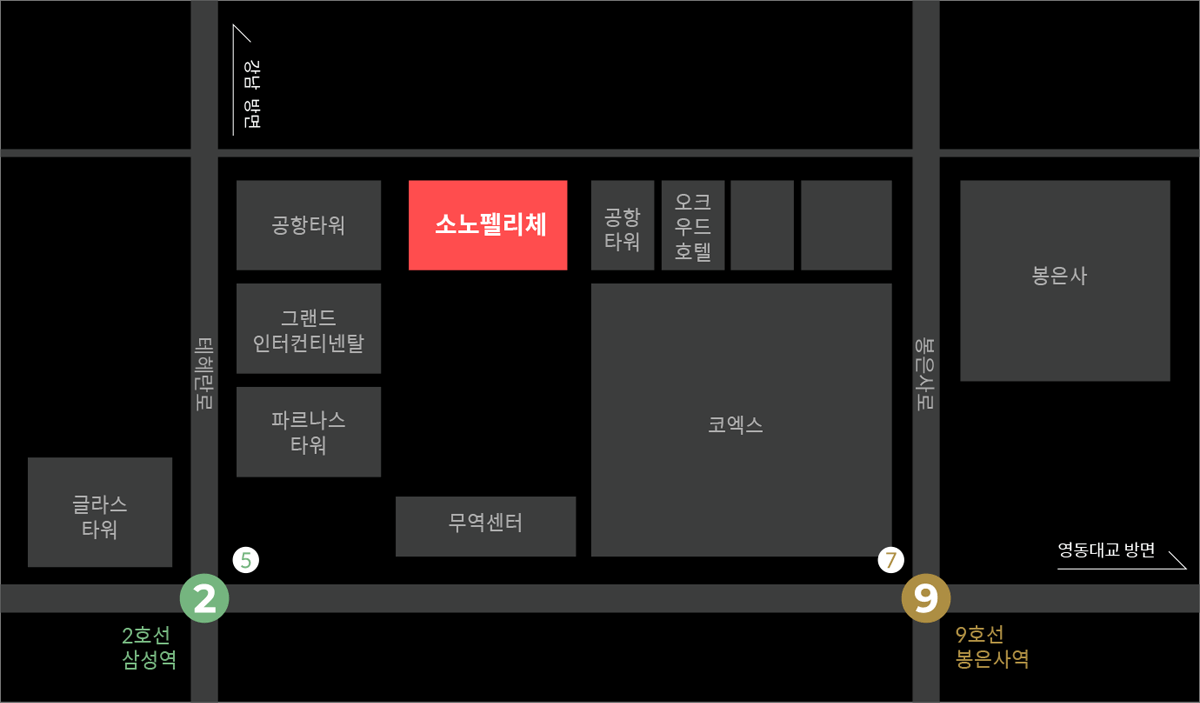 강남 방면
공항타워
소노펠리체
공항
타워
오크
우드
호텔
봉은사
그랜드
인터컨티넨탈
테헤란로
봉은사로
파르나스
타워
코엑스
글라스
타워
무역센터
5
7
영동대교 방면
2
9
2호선
삼성역
9호선
봉은사역